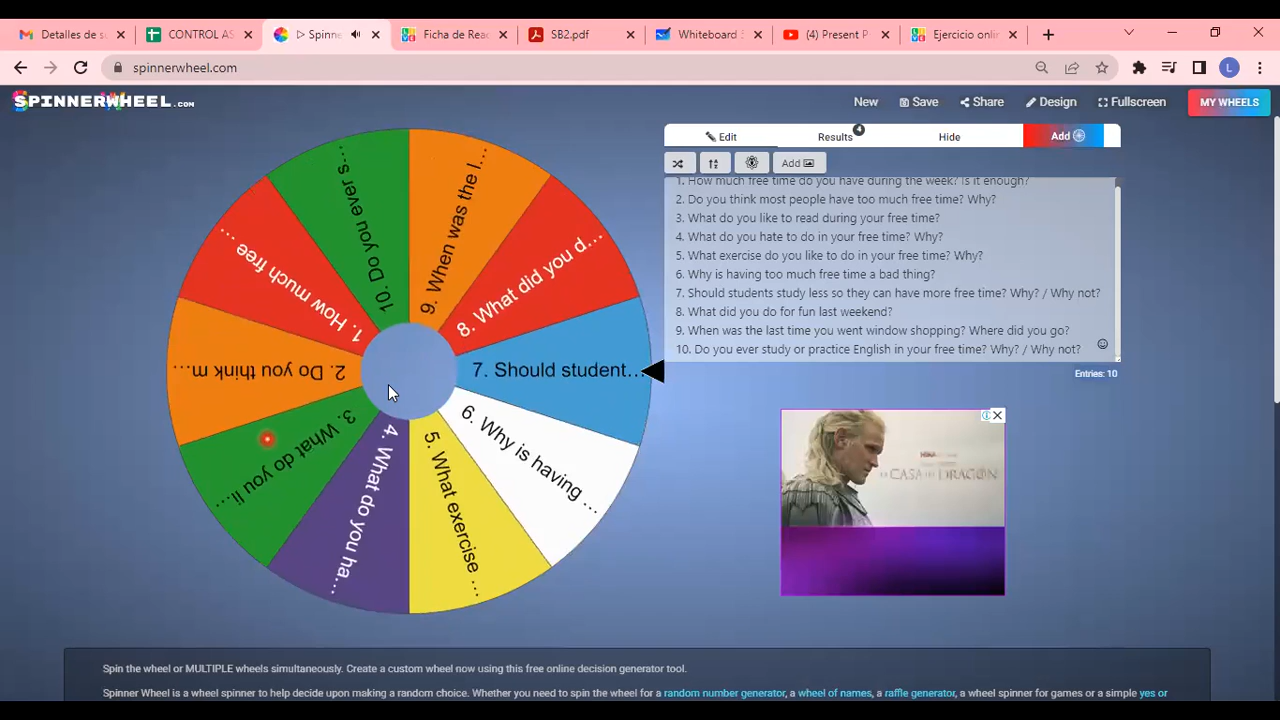 Detalles de su
CONTROL AS
Spinn
Ficha de Rea
SB2.pdf
Whiteboard
(4) Present P
Ejercicio onlin
spinnerwheel.com
L
SPINNERWHEEL.COM
New
Save
Share
Design
Fullscreen
MY WHEELS
Edit
Results
4
Hide
Add
Add
1. How much free time do you have during the week? Is it enough?
2. Do you think most people have too much free time? Why?
3. What do you like to read during your free time?
4. What do you hate to do in your free time? Why?
5. What exercise do you like to do in your free time? Why?
6. Why is having too much free time a bad thing?
7. Should students study less so they can have more free time? Why? / Why not?
8. What did you do for fun last weekend?
9. When was the last time you went window shopping? Where did you go?
10. Do you ever study or practice English in your free time? Why? / Why not?
Entries: 10
1. How much free ...
2. Do you think m...
3. What do you li...
4. What do you ha...
5. What exercise ...
6. Why is having ...
7. Should student...
8. What did you d...
9. When was the l...
10. Do you ever s...
LA CASA DEL DRAGÓN
Spin the wheel or MULTIPLE wheels simultaneously. Create a custom wheel now using this free online decision generator tool.
Spinner Wheel is a wheel spinner to help decide upon making a random choice. Whether you need to spin the wheel for a random number generator, a wheel of names, a raffle generator, a wheel spinner for games or a simple yes or